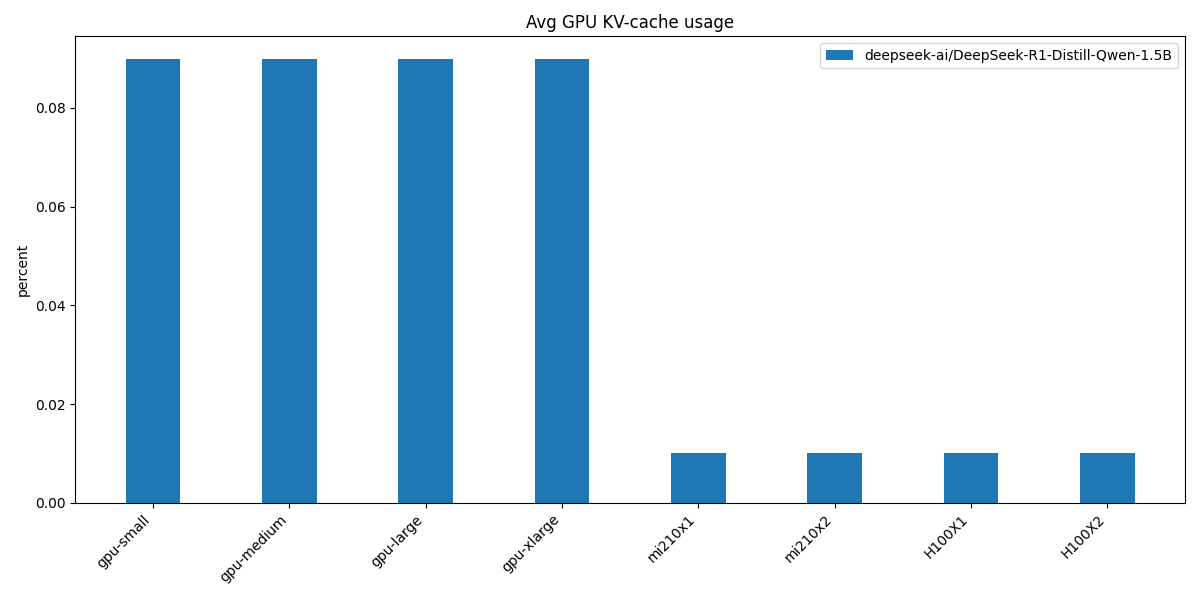 Avg GPU KV-cache usage
deepseek-ai/DeepSeek-R1-Distill-Qwen-1.5B
percent
0.08
0.06
0.04
0.02
0.00
gpu-small
gpu-medium
gpu-large
gpu-xlarge
mi210X1
mi210x2
H100X1
H100X2